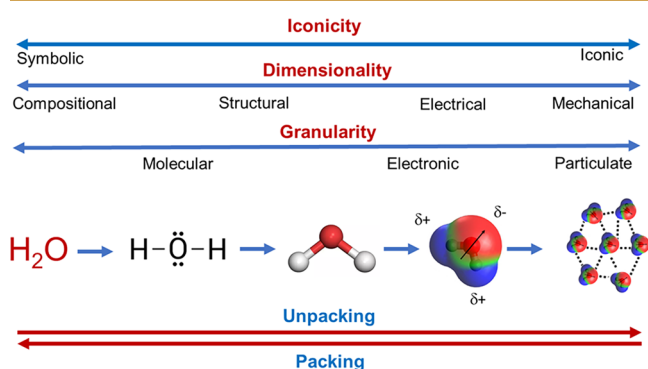 Iconicity
Symbolic Iconic
Dimensionality
Compositional Structural Electrical Mechanical
Granularity
Molecular Electronic Particulate
H₂O H–Ö–H δ+ δ- δ+
Unpacking
Packing